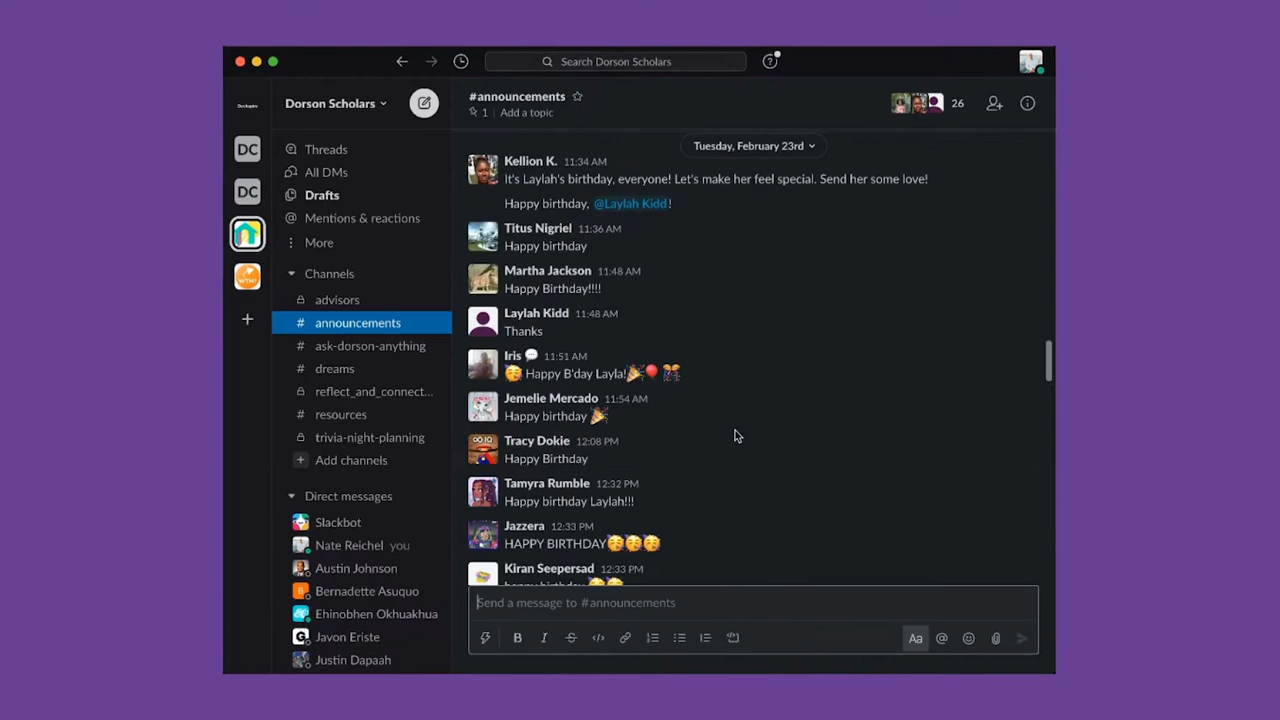 Search Dorson Scholars
Dorson Scholars
DC
DC
WTM?
Threads
All DMs
Drafts
Mentions & reactions
More
Channels
advisors
# announcements
# ask-dorson-anything
# dreams
reflect_and_connect...
# resources
trivia-night-planning
+ Add channels
Direct messages
Slackbot
Nate Reichel you
Austin Johnson
B Bernadette Asuquo
Ehinobhen Okhuakhua
G Javon Eriste
Justin Dapaah
#announcements
1 | Add a topic
26
Tuesday, February 23rd
Kellion K. 11:34 AM
It's Laylah's birthday, everyone! Let's make her feel special. Send her some love!
Happy birthday, @Laylah Kidd!
Titus Nigriel 11:36 AM
Happy birthday
Martha Jackson 11:48 AM
Happy Birthday!!!!
Laylah Kidd 11:48 AM
Thanks
Iris 💬 11:51 AM
🥳 Happy B'day Layla!🎉🎈🎊
Jemelie Mercado 11:54 AM
Happy birthday 🎉
Tracy Dokie 12:08 PM
Happy Birthday
Tamyra Rumble 12:32 PM
Happy birthday Laylah!!!
Jazzera 12:33 PM
HAPPY BIRTHDAY🥳🥳🥳
Kiran Seepersad 12:33 PM
happy birthday 🥳🥳
Send a message to #announcements
B I S Aa @